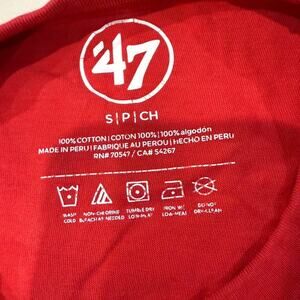 '47
S|P|CH
100% COTTON | COTON 100% | 100% algodón
MADE IN PERU | FABRIQUE AU PEROU | HECHO EN PERU
RN# 70547 / CA# 54267
WASH NON-CHLORINE TUMBLE DRY IRON W/ DO NOT
COLD BLEACH AS NEEDED LOW-HEAT LOW-HEAT DRY-CLEAN